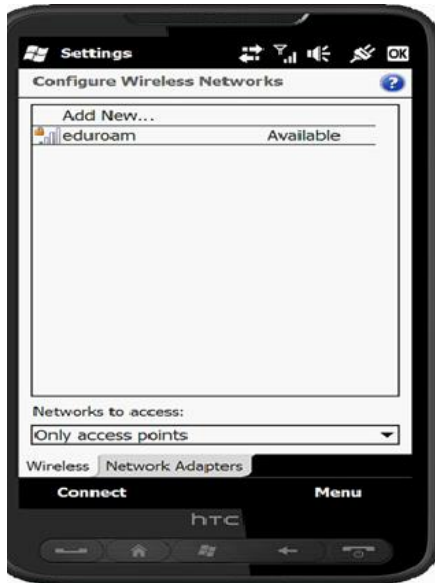 Settings
OK
Configure Wireless Networks
?
Add New...
eduroam Available
Networks to access:
Only access points
Wireless Network Adapters
Connect Menu
hTC